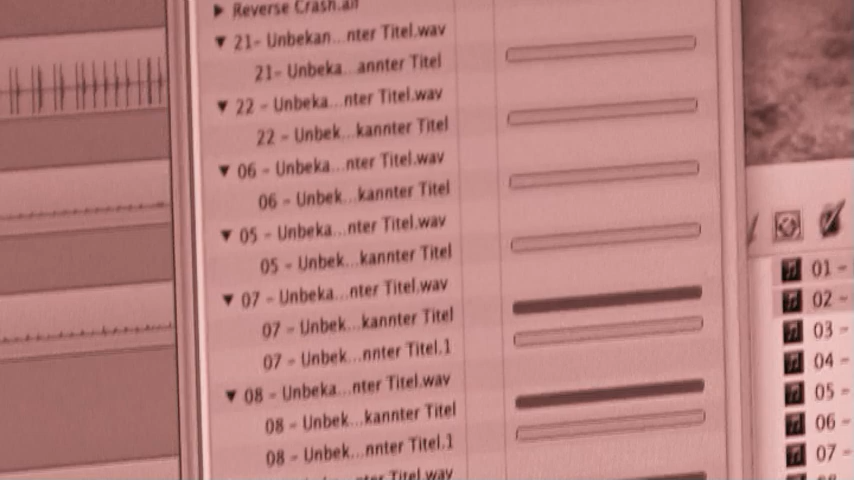 Reverse Crash.aif
21- Unbekan...nter Titel.wav
21- Unbeka...annter Titel
22 - Unbeka...nter Titel.wav
22 - Unbek...kannter Titel
06 - Unbeka...nter Titel.wav
06 - Unbek...kannter Titel
05 - Unbeka...nter Titel.wav
05 - Unbek...kannter Titel
07 - Unbeka...nter Titel.wav
07 - Unbek...kannter Titel
07 - Unbek...nnter Titel.1
08 - Unbeka...nter Titel.wav
08 - Unbek...kannter Titel
08 - Unbek...nnter Titel.1
nter Titel.wav
01 -
02 -
03 -
04 -
05 -
06 -
07 -